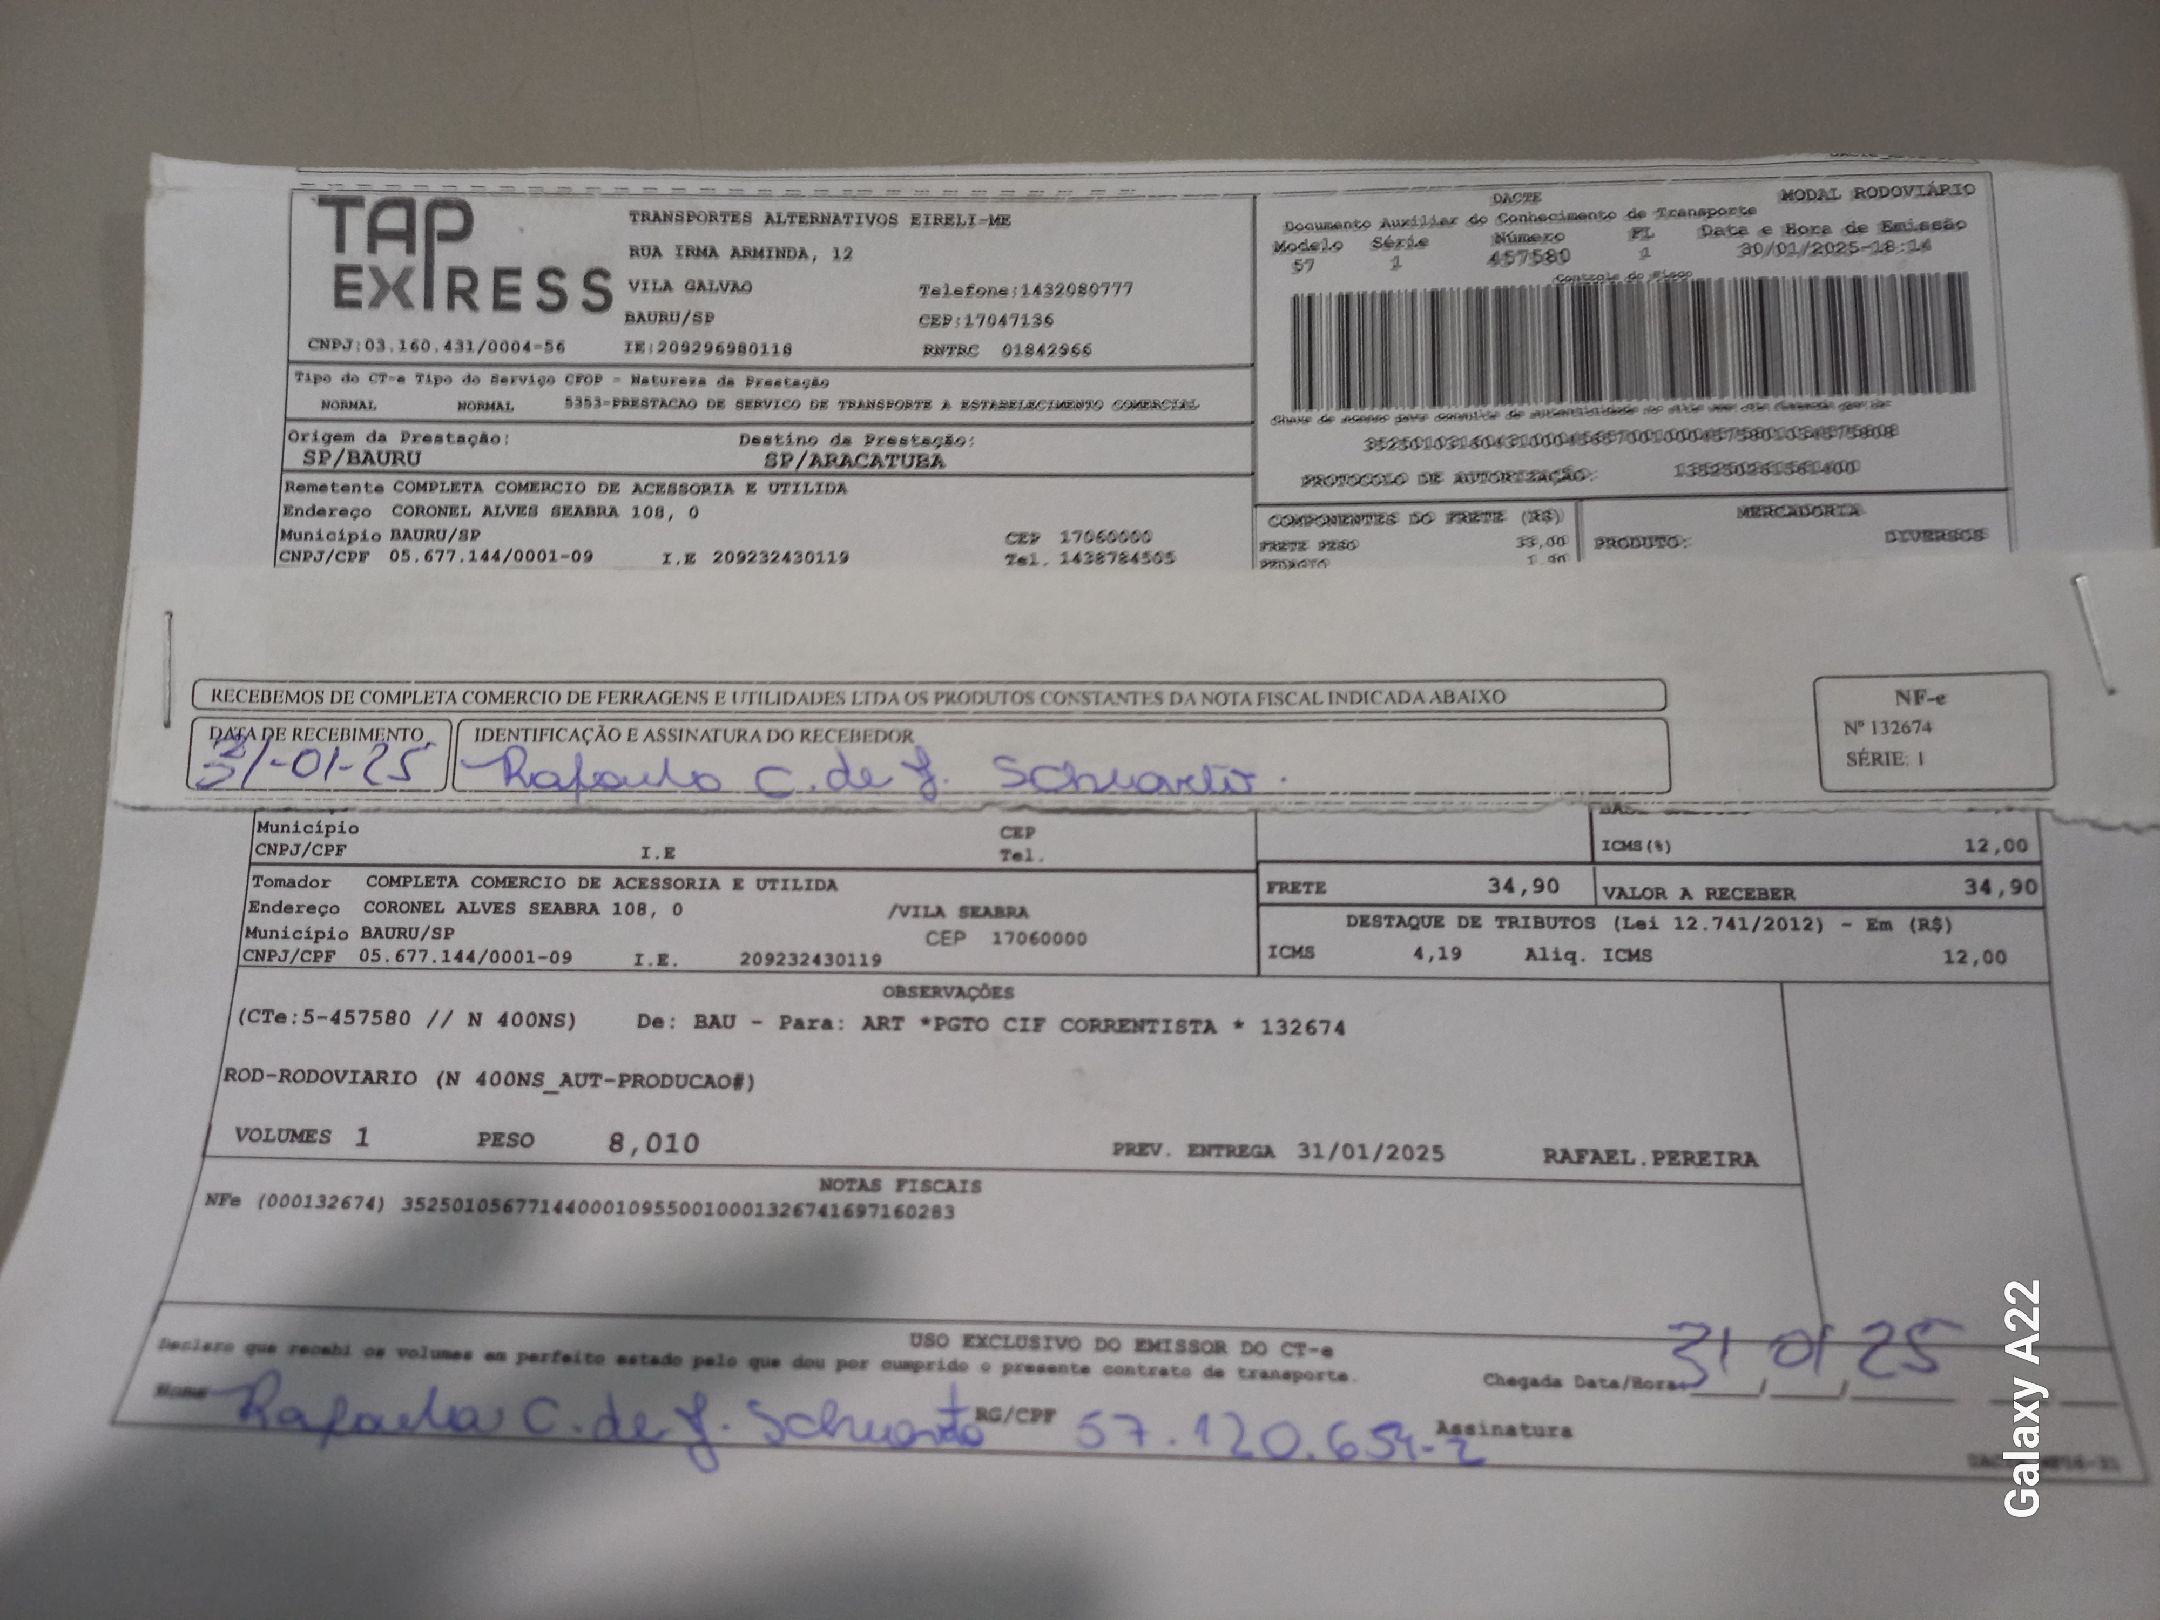 TAP EXPRESS
TRANSPORTES ALTERNATIVOS EIRELI-ME
RUA IRMA ARMINDA, 12
VILA GALVAO Telefone:1432080777
BAURU/SP CEP:17047136
CNPJ:03.160.431/0004-56 IE:209296980118 RNTRC 01842966
DACTE MODAL RODOVIÁRIO
Documento Auxiliar do Conhecimento de Transporte
Modelo Série Número FL Data e Hora de Emissão
57 1 457580 1 30/01/2025-18:14
Controle do Fisco
Tipo do CT-e Tipo do Serviço CFOP - Natureza da Prestação
NORMAL NORMAL 5353-PRESTACAO DE SERVICO DE TRANSPORTE A ESTABELECIMENTO COMERCIAL
Origem da Prestação: Destino da Prestação:
SP/BAURU SP/ARACATUBA
PROTOCOLO DE AUTORIZAÇÃO:
Remetente COMPLETA COMERCIO DE ACESSORIA E UTILIDA
Endereço CORONEL ALVES SEABRA 108, 0
Município BAURU/SP CEP 17060000
CNPJ/CPF 05.677.144/0001-09 I.E 209232430119 Tel. 1438784505
COMPONENTES DO FRETE (R$) MERCADORIA
FRETE PESO 33,00 PRODUTO: DIVERSOS
PEDAGIO
RECEBEMOS DE COMPLETA COMERCIO DE FERRAGENS E UTILIDADES LTDA OS PRODUTOS CONSTANTES DA NOTA FISCAL INDICADA ABAIXO
DATA DE RECEBIMENTO IDENTIFICAÇÃO E ASSINATURA DO RECEBEDOR
31-01-25 C. de J.
NF-e
Nº 132674
SÉRIE: 1
Município CEP
CNPJ/CPF I.E Tel.
ICMS(%) 12,00
Tomador COMPLETA COMERCIO DE ACESSORIA E UTILIDA
Endereço CORONEL ALVES SEABRA 108, 0 /VILA SEABRA
Município BAURU/SP CEP 17060000
CNPJ/CPF 05.677.144/0001-09 I.E. 209232430119
FRETE 34,90 VALOR A RECEBER 34,90
DESTAQUE DE TRIBUTOS (Lei 12.741/2012) - Em (R$)
ICMS 4,19 Aliq. ICMS 12,00
OBSERVAÇÕES
(CTe:5-457580 // N 400NS) De: BAU - Para: ART *PGTO CIF CORRENTISTA * 132674
ROD-RODOVIARIO (N 400NS_AUT-PRODUCAO#)
VOLUMES 1 PESO 8,010 PREV. ENTREGA 31/01/2025 RAFAEL.PEREIRA
NOTAS FISCAIS
NFe (000132674) 35250105677144000109550010001326741697160283
USO EXCLUSIVO DO EMISSOR DO CT-e
Declaro que recebi os volumes em perfeito estado pelo que dou por cumprido o presente contrato de transporte.
Chegada Data/Hora: 31/01/25
Nome C. de J. RG/CPF 57.120.654-2 Assinatura
Galaxy A22